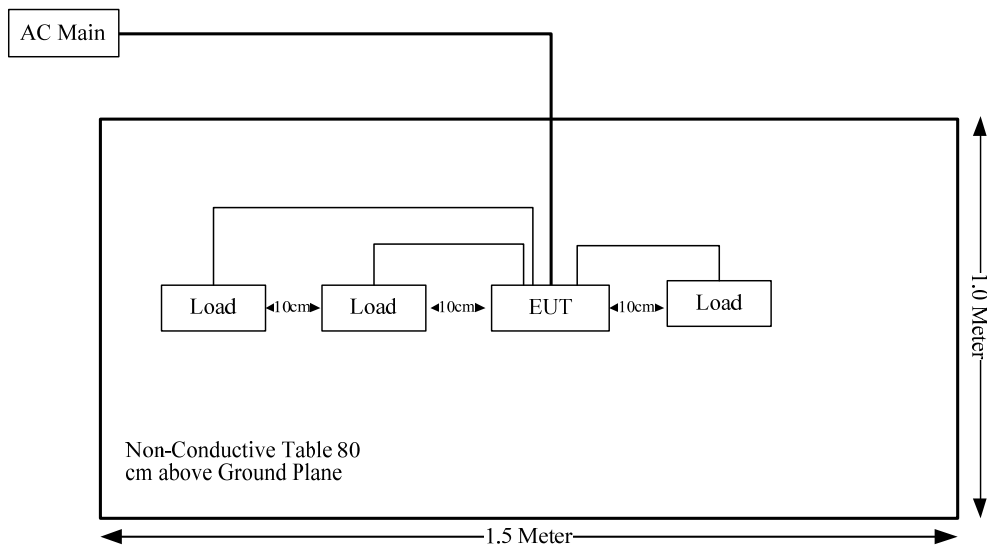 AC Main
Load
10cm
Load
10cm
EUT
10cm
Load
1.0 Meter
Non-Conductive Table 80
cm above Ground Plane
1.5 Meter